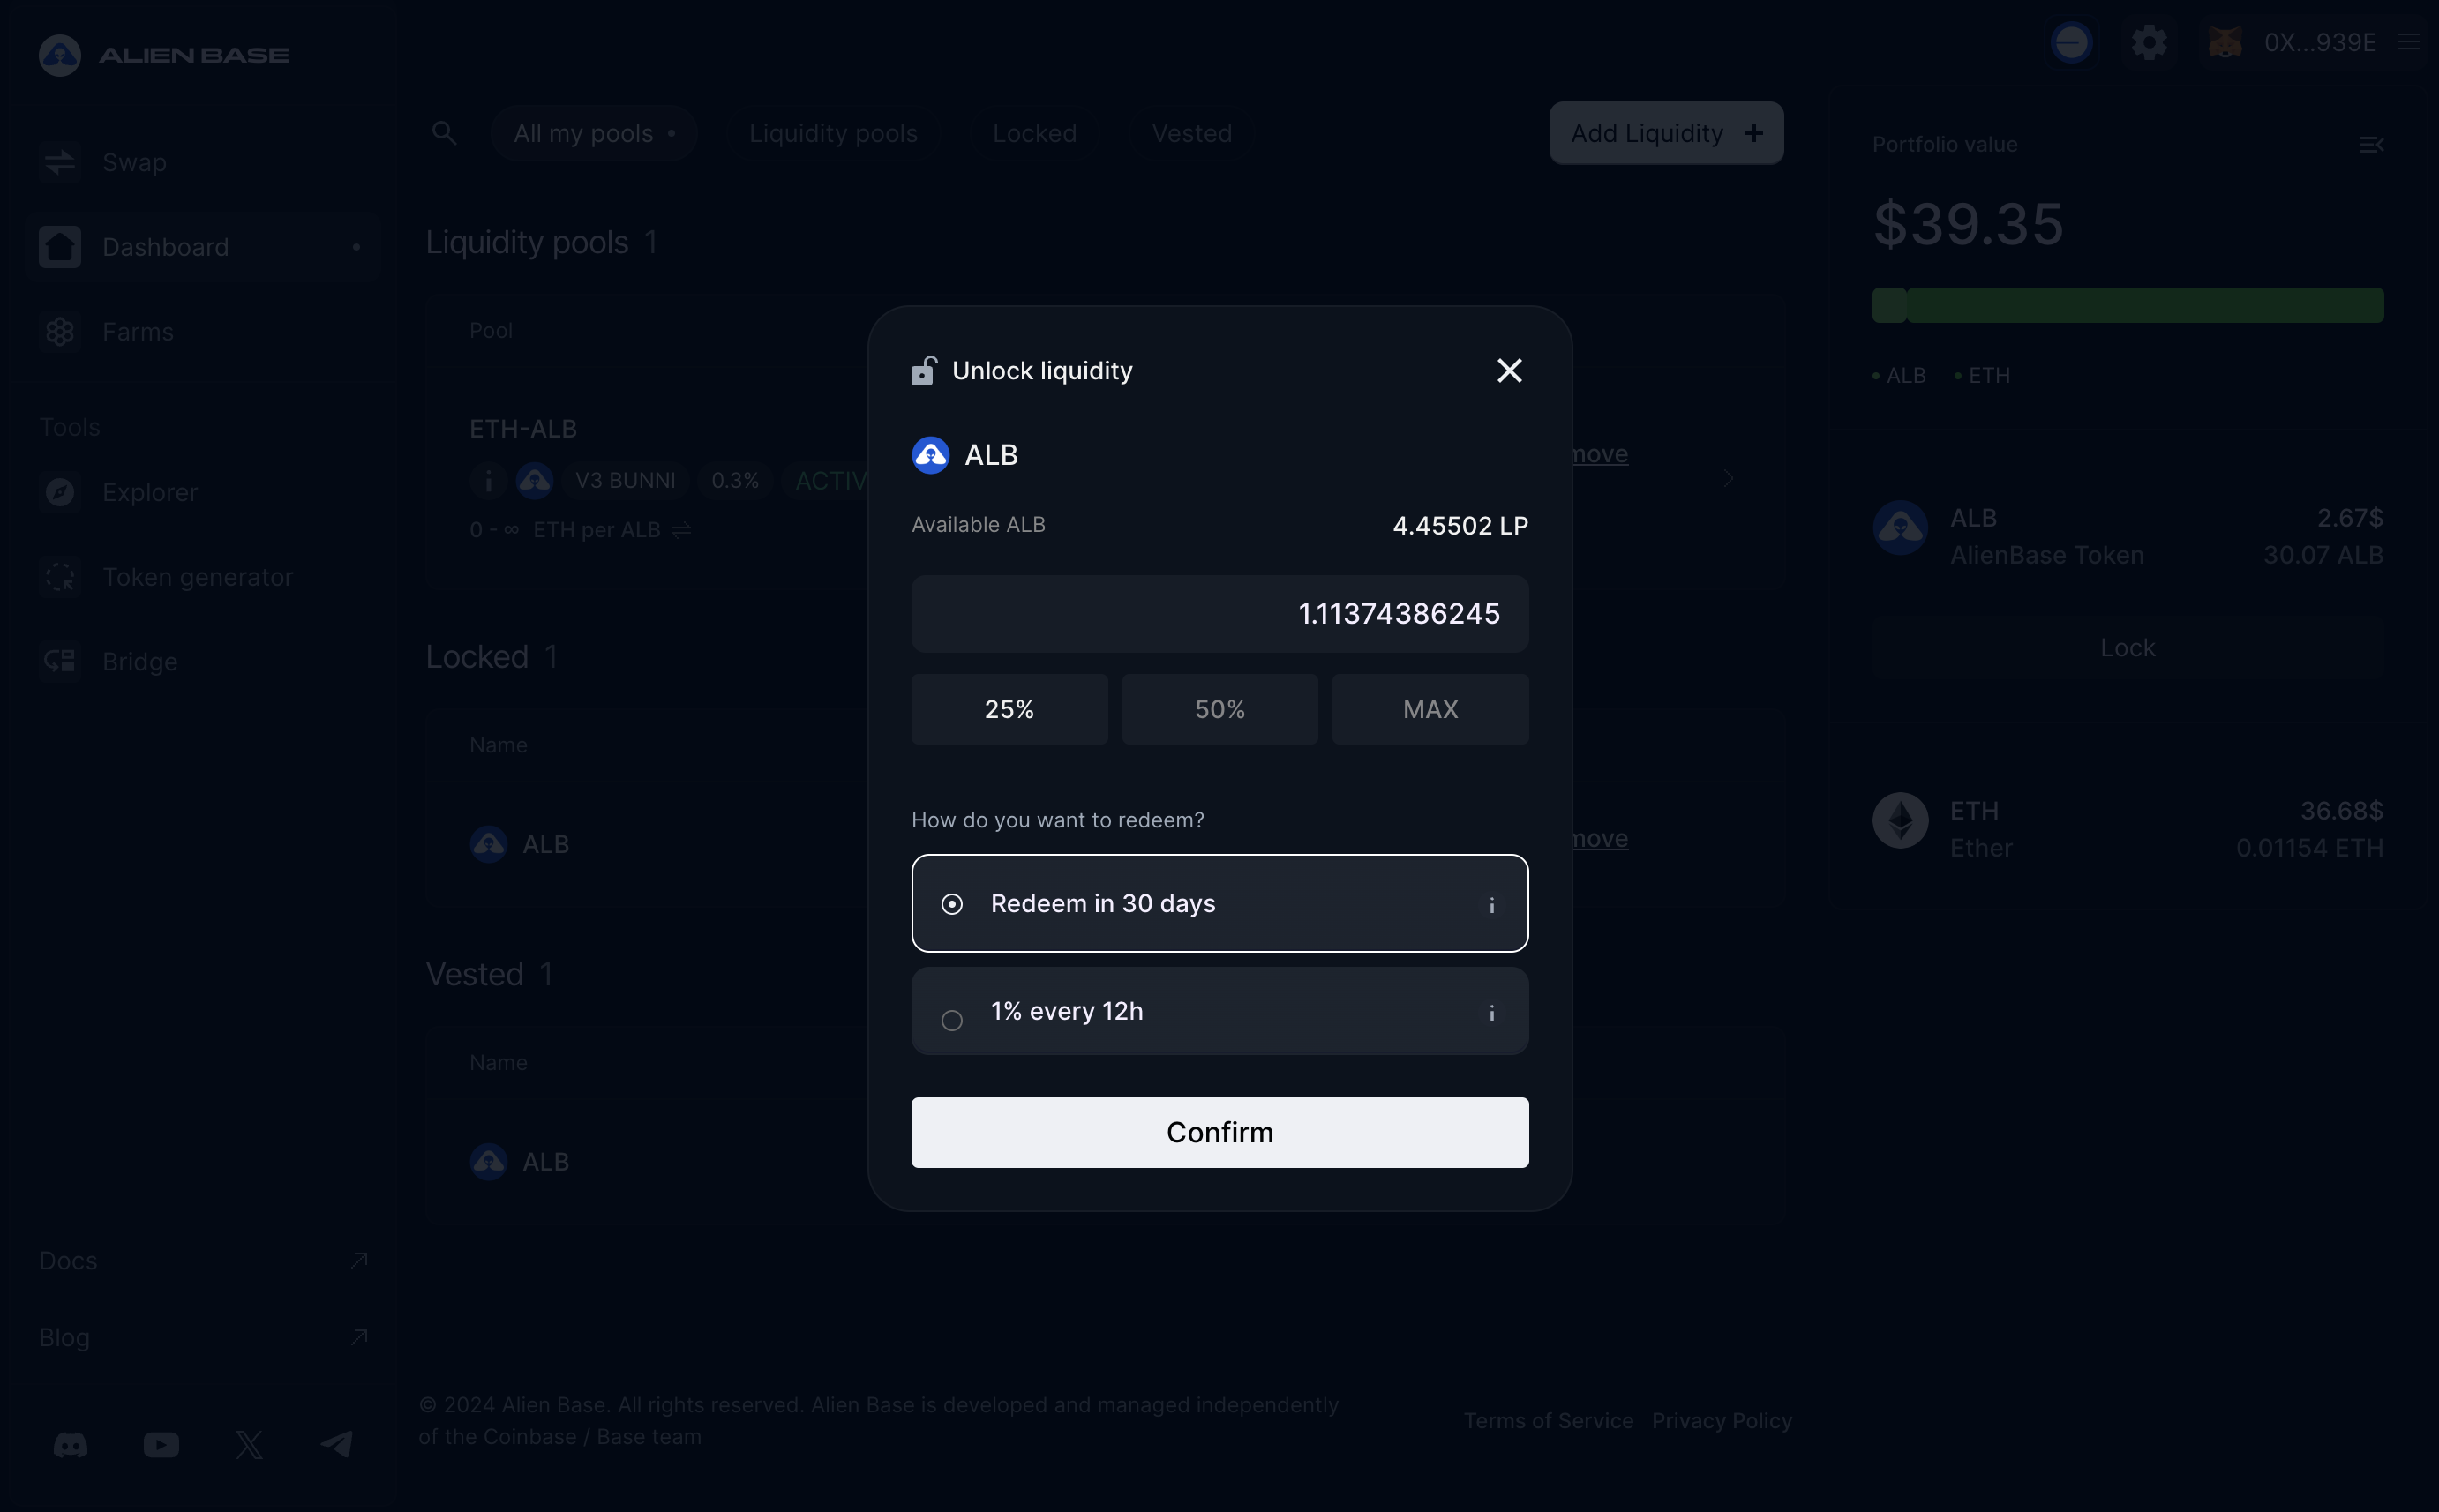 ALIEN BASE
Swap
Dashboard
Farms
Tools
Explorer
Token generator
Bridge
Docs
Blog
All my pools
Liquidity pools
Locked
Vested
Add Liquidity +
0X...939E
Liquidity pools 1
Pool
ETH-ALB
i V3 BUNNI 0.3% ACTIV
0 - ∞ ETH per ALB
move
Locked 1
Name
ALB
move
Vested 1
Name
ALB
Unlock liquidity
ALB
Available ALB 4.45502 LP
1.11374386245
25% 50% MAX
How do you want to redeem?
Redeem in 30 days i
1% every 12h i
Confirm
Portfolio value
$39.35
ALB ETH
ALB 2.67$
AlienBase Token 30.07 ALB
Lock
ETH 36.68$
Ether 0.01154 ETH
© 2024 Alien Base. All rights reserved. Alien Base is developed and managed independently
of the Coinbase / Base team
Terms of Service Privacy Policy